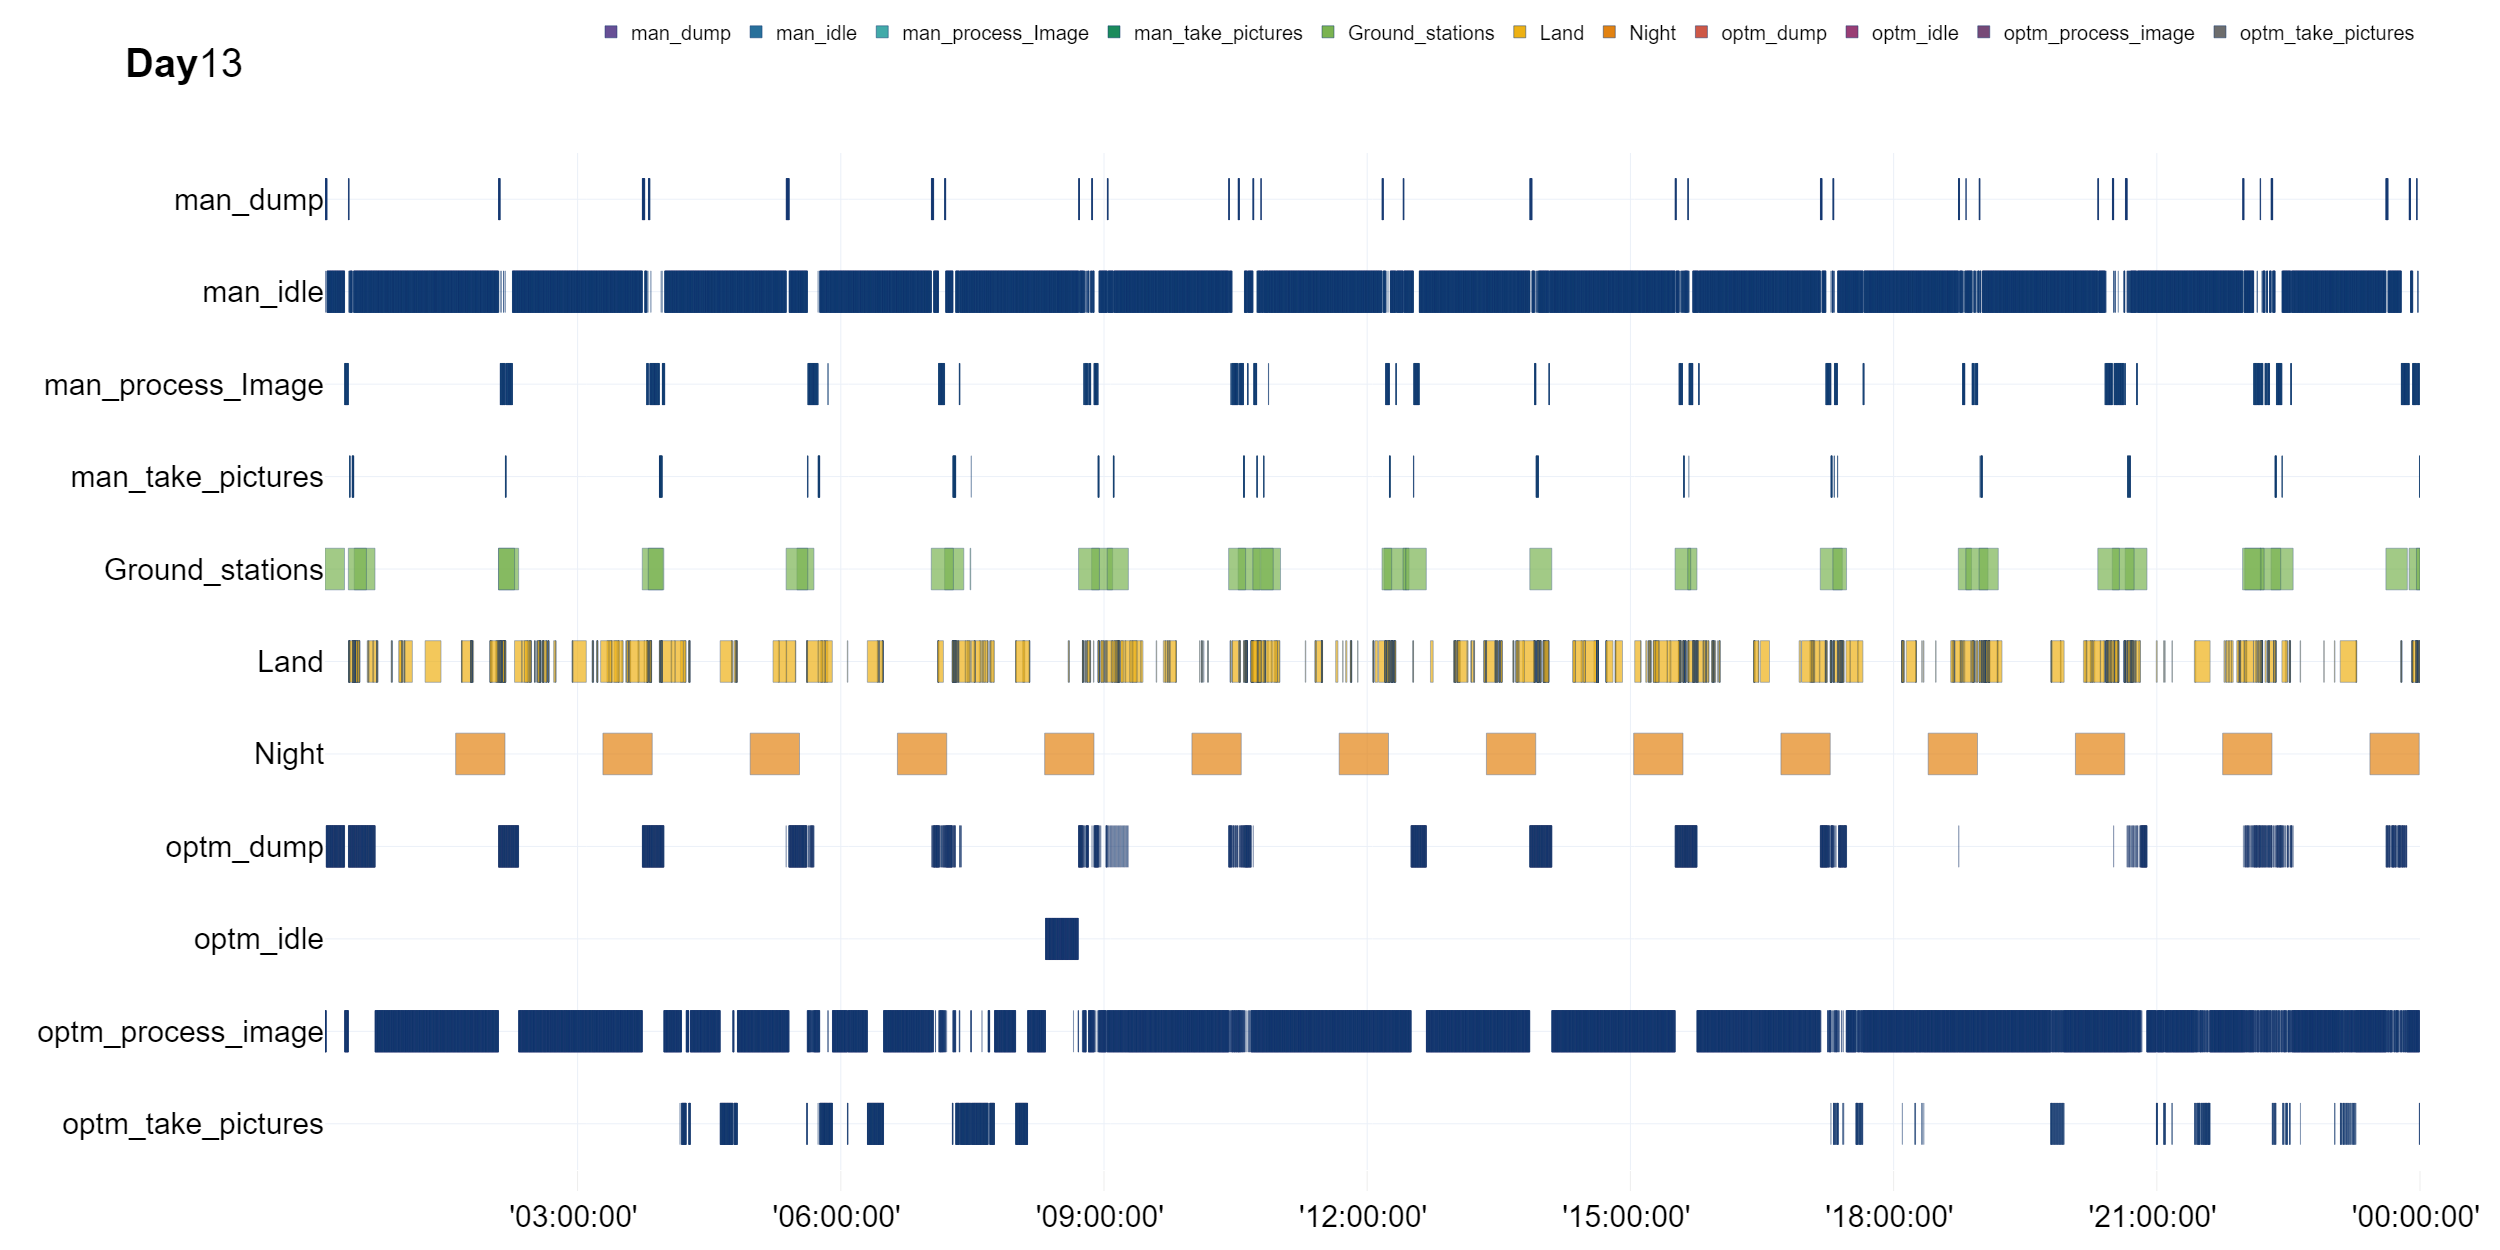 man_dump man_idle man_process_Image man_take_pictures Ground_stations Land Night optm_dump optm_idle optm_process_image optm_take_pictures
Day13
man_dump
man_idle
man_process_Image
man_take_pictures
Ground_stations
Land
Night
optm_dump
optm_idle
optm_process_image
optm_take_pictures
'03:00:00' '06:00:00' '09:00:00' '12:00:00' '15:00:00' '18:00:00' '21:00:00' '00:00:00'